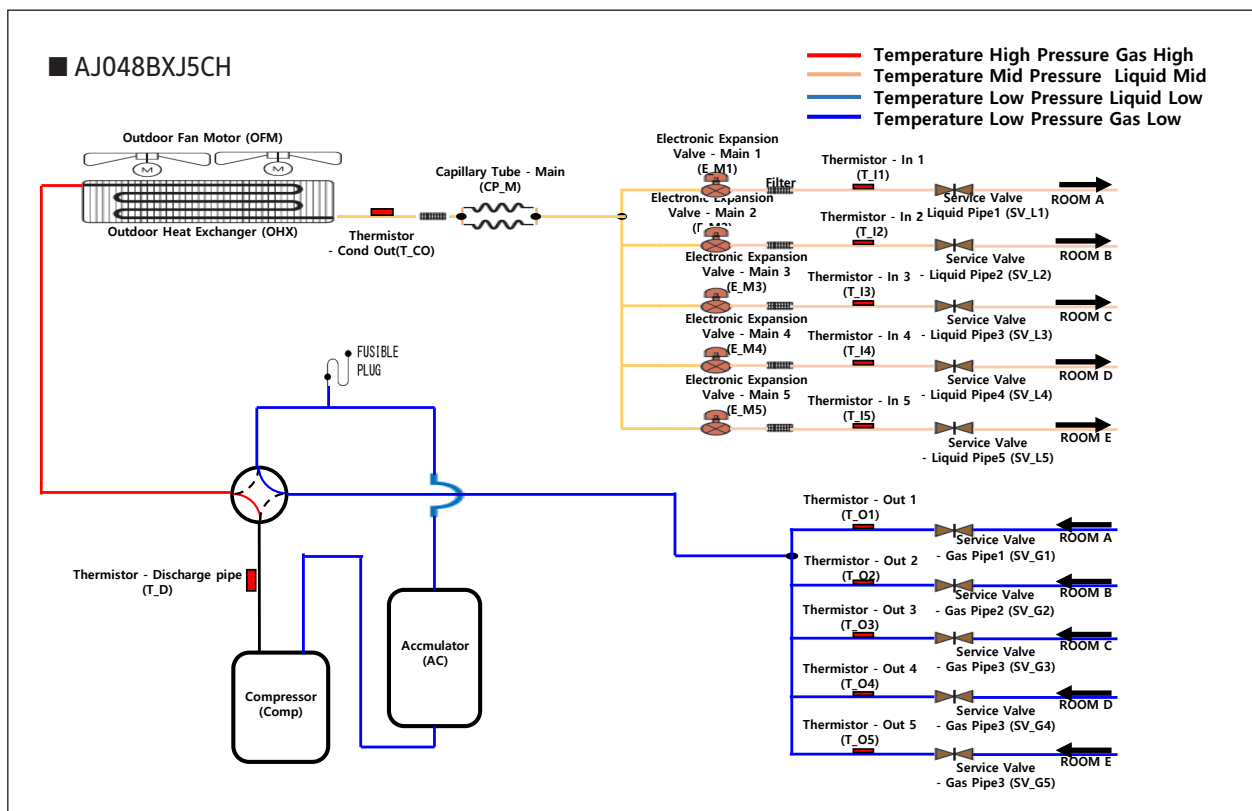 ■ AJ048BXJ5CH
Temperature High Pressure Gas High
Temperature Mid Pressure Liquid Mid
Temperature Low Pressure Liquid Low
Temperature Low Pressure Gas Low
Outdoor Fan Motor (OFM)
M
M
Outdoor Heat Exchanger (OHX)
Thermistor
- Cond Out(T_CO)
Capillary Tube - Main
(CP_M)
Electronic Expansion
Valve - Main 1
(E_M1)
Filter
Thermistor - In 1
(T_I1)
Service Valve
Liquid Pipe1 (SV_L1)
ROOM A
Electronic Expansion
Valve - Main 2
(E_M2)
Thermistor - In 2
(T_I2)
Service Valve
- Liquid Pipe2 (SV_L2)
ROOM B
Electronic Expansion
Valve - Main 3
(E_M3)
Thermistor - In 3
(T_I3)
Service Valve
- Liquid Pipe3 (SV_L3)
ROOM C
Electronic Expansion
Valve - Main 4
(E_M4)
Thermistor - In 4
(T_I4)
Service Valve
- Liquid Pipe4 (SV_L4)
ROOM D
Electronic Expansion
Valve - Main 5
(E_M5)
Thermistor - In 5
(T_I5)
Service Valve
- Liquid Pipe5 (SV_L5)
ROOM E
FUSIBLE
PLUG
Thermistor - Discharge pipe
(T_D)
Compressor
(Comp)
Accmulator
(AC)
Thermistor - Out 1
(T_O1)
Service Valve
- Gas Pipe1 (SV_G1)
ROOM A
Thermistor - Out 2
(T_O2)
Service Valve
- Gas Pipe2 (SV_G2)
ROOM B
Thermistor - Out 3
(T_O3)
Service Valve
- Gas Pipe3 (SV_G3)
ROOM C
Thermistor - Out 4
(T_O4)
Service Valve
- Gas Pipe3 (SV_G4)
ROOM D
Thermistor - Out 5
(T_O5)
Service Valve
- Gas Pipe3 (SV_G5)
ROOM E